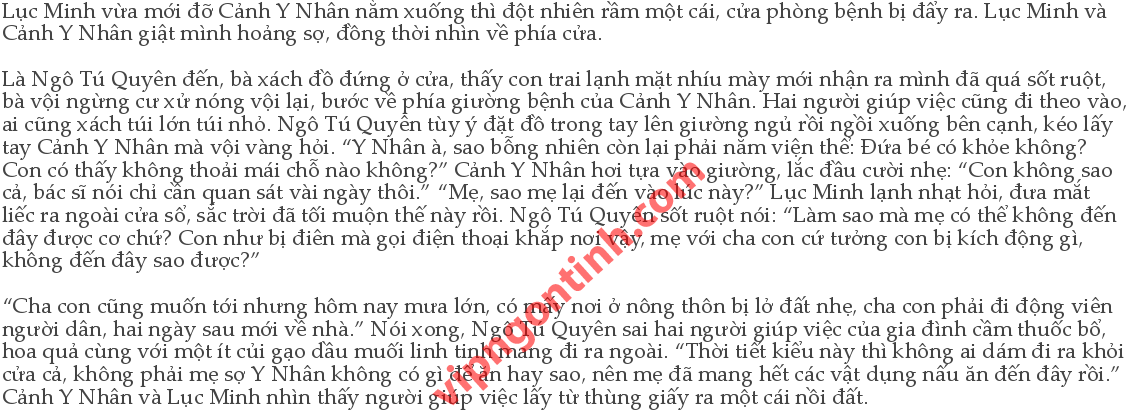 Lục Minh vừa mới đỡ Cảnh Y Nhân nằm xuống thì đột nhiên rầm một cái, cửa phòng bệnh bị đẩy ra. Lục Minh và
Cảnh Y Nhân giật mình hoảng sợ, đồng thời nhìn về phía cửa.
Là Ngô Tú Quyên đến, bà xách đồ đứng ở cửa, thấy con trai lạnh mặt nhíu mày mới nhận ra mình đã quá sốt ruột,
bà vội ngừng cư xử nóng vội lại, bước về phía giường bệnh của Cảnh Y Nhân. Hai người giúp việc cũng đi theo vào,
ai cũng xách túi lớn túi nhỏ. Ngô Tú Quyên tùy ý đặt đồ trong tay lên giường ngủ rồi ngồi xuống bên cạnh, kéo lấy
tay Cảnh Y Nhân mà vội vàng hỏi. “Y Nhân à, sao bỗng nhiên còn lại phải nằm viện thế: Đứa bé có khỏe không?
Con có thấy không thoải mái chỗ nào không?” Cảnh Y Nhân hơi tựa vào giường, lắc đầu cười nhẹ: “Con không sao
cả, bác sĩ nói chỉ cần quan sát vài ngày thôi.” “Mẹ, sao mẹ lại đến vào lúc này?” Lục Minh lạnh nhạt hỏi, đưa mắt
liếc ra ngoài cửa sổ, sắc trời đã tối muộn thế này rồi. Ngô Tú Quyên sốt ruột nói: “Làm sao mà mẹ có thể không đến
đây được cơ chứ? Con như bị điên mà gọi điện thoại khắp nơi vậy, mẹ với cha con cứ tưởng con bị kích động gì,
không đến đây sao được?”
“Cha con cũng muốn tới nhưng hôm nay mưa lớn, có mấy nơi ở nông thôn bị lở đất nhẹ, cha con phải đi động viên
người dân, hai ngày sau mới về nhà.” Nói xong, Ngô Tú Quyên sai hai người giúp việc của gia đình cầm thuốc bổ,
hoa quả cùng với một ít củi gạo dầu muối linh tinh mang đi ra ngoài. “Thời tiết kiểu này thì không ai dám đi ra khỏi
cửa cả, không phải mẹ sợ Y Nhân không có gì để ăn hay sao, nên mẹ đã mang hết các vật dụng nấu ăn đến đây rồi.”
Cảnh Y Nhân và Lục Minh nhìn thấy người giúp việc lấy từ thùng giấy ra một cái nồi đất.
vipngontinh.com